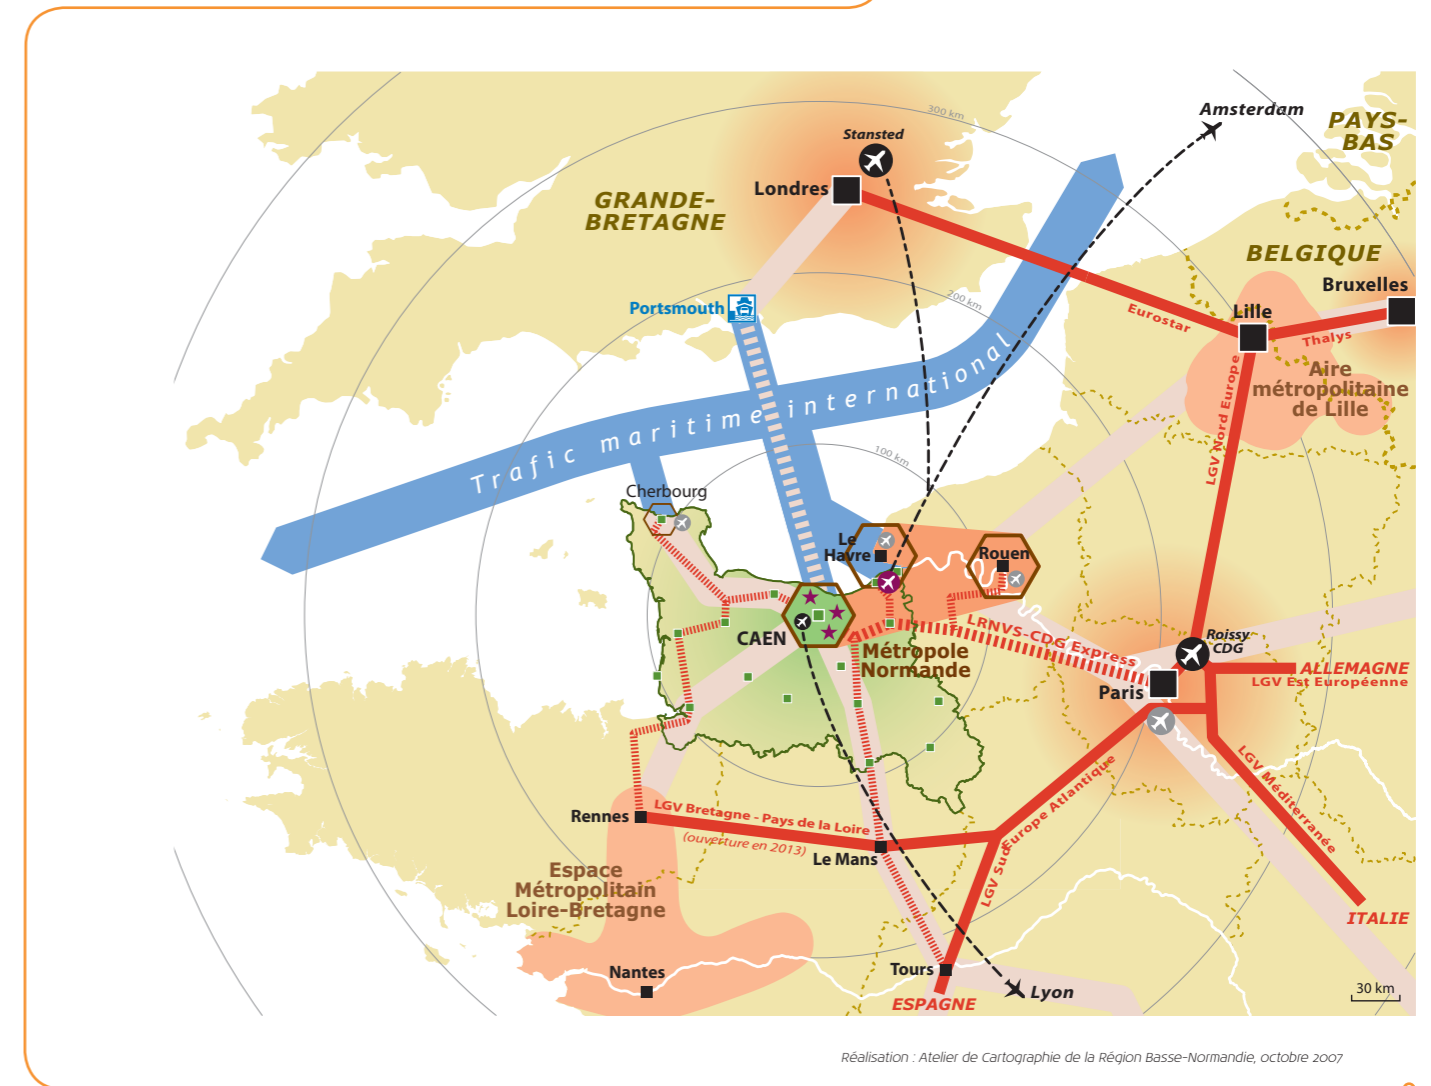 300 km
Amsterdam
Stansted
PAYS-
BAS
Londres
GRANDE-
BRETAGNE
BELGIQUE
Bruxelles
200 km
Portsmouth
Eurostar
Lille
Thalys
Aire
métropolitaine
de Lille
LGV Nord Europe
Trafic maritime international
100 km
Cherbourg
Le
Havre
Rouen
CAEN
LRNVS-CDG Express
Roissy
CDG
Métropole
Normande
ALLEMAGNE
LGV Est Européenne
Paris
LGV Méditerranée
LGV Sud Europe Atlantique
Rennes
LGV Bretagne - Pays de la Loire
(ouverture en 2013)
Le Mans
Espace
Métropolitain
Loire-Bretagne
ITALIE
Nantes
Tours
Lyon
ESPAGNE
30 km
Réalisation : Atelier de Cartographie de la Région Basse-Normandie, octobre 2007